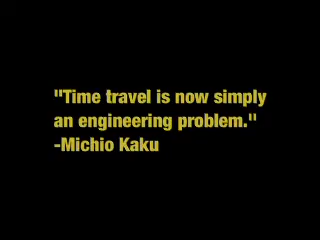 "Time travel is now simply
an engineering problem."
-Michio Kaku